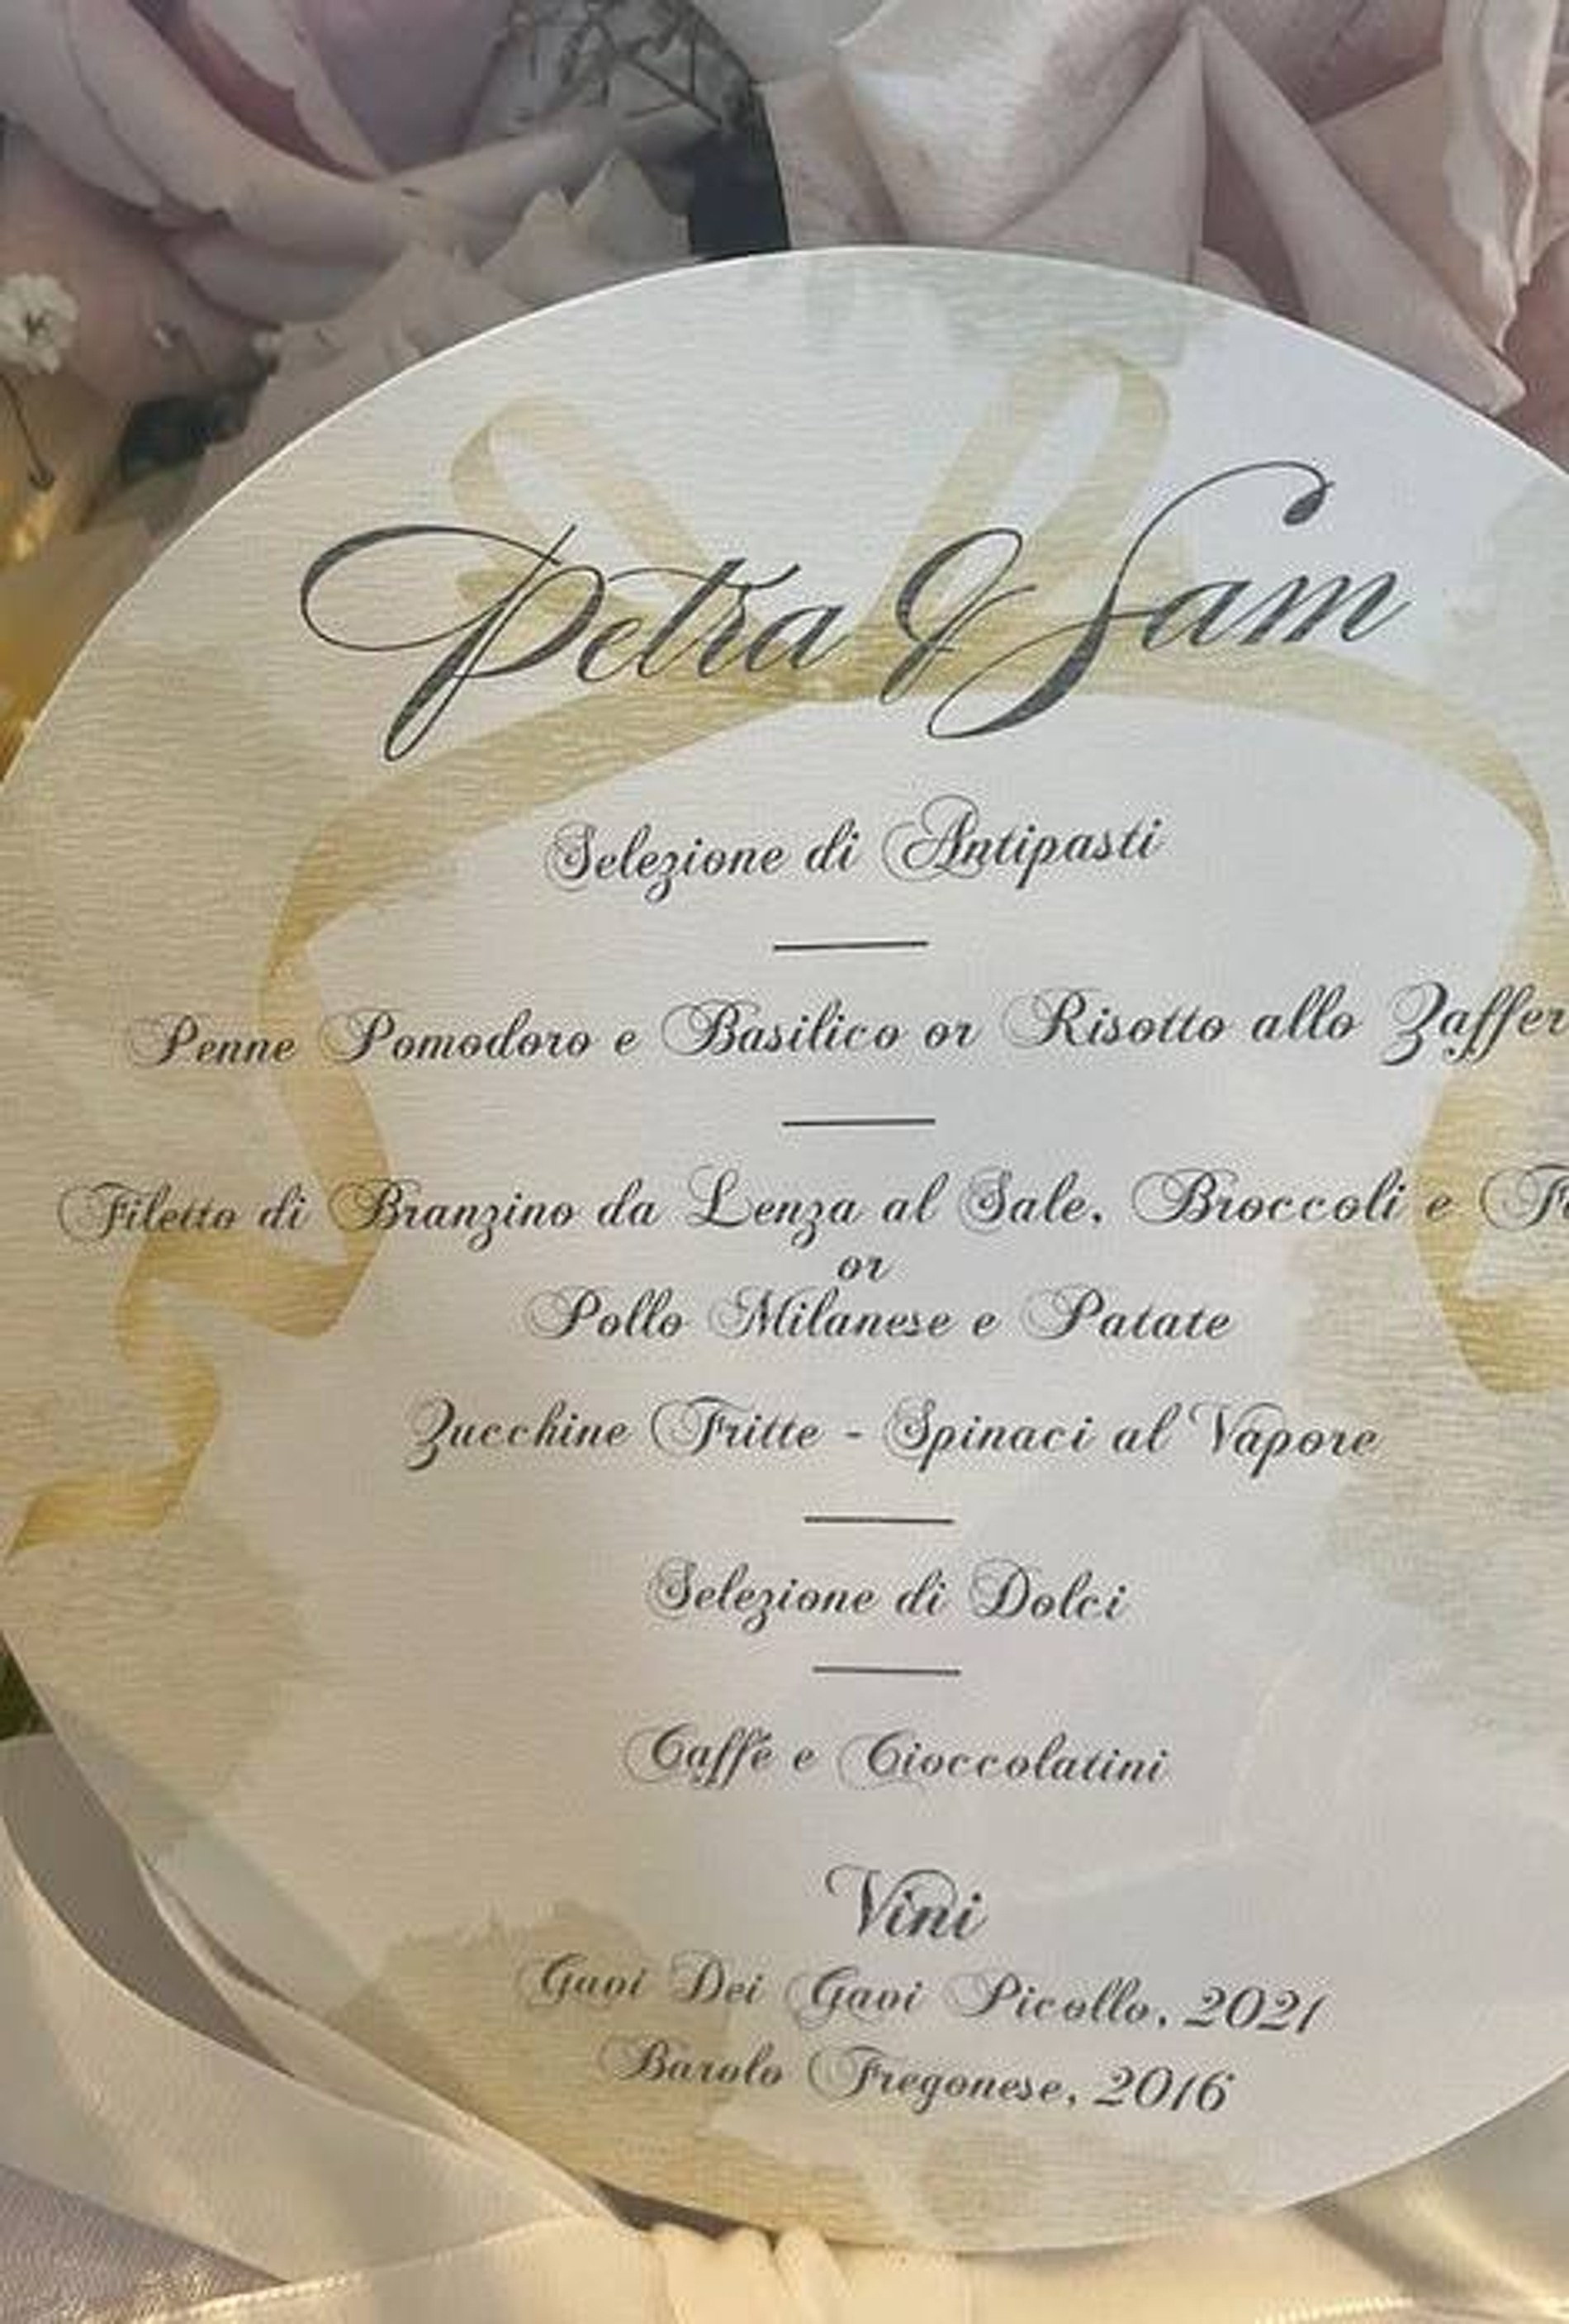 Petra & Sam
Selezione di Antipasti
Penne Pomodoro e Basilico or Risotto allo Zaffer
Filetto di Branzino da Lenza al Sale, Broccoli e
or
Pollo Milanese e Patate
Zucchine Fritte - Spinaci al Vapore
Selezione di Dolci
Caffè e Cioccolatini
Vini
Gavi Dei Gavi Picollo, 2021
Barolo Fregonese, 2016